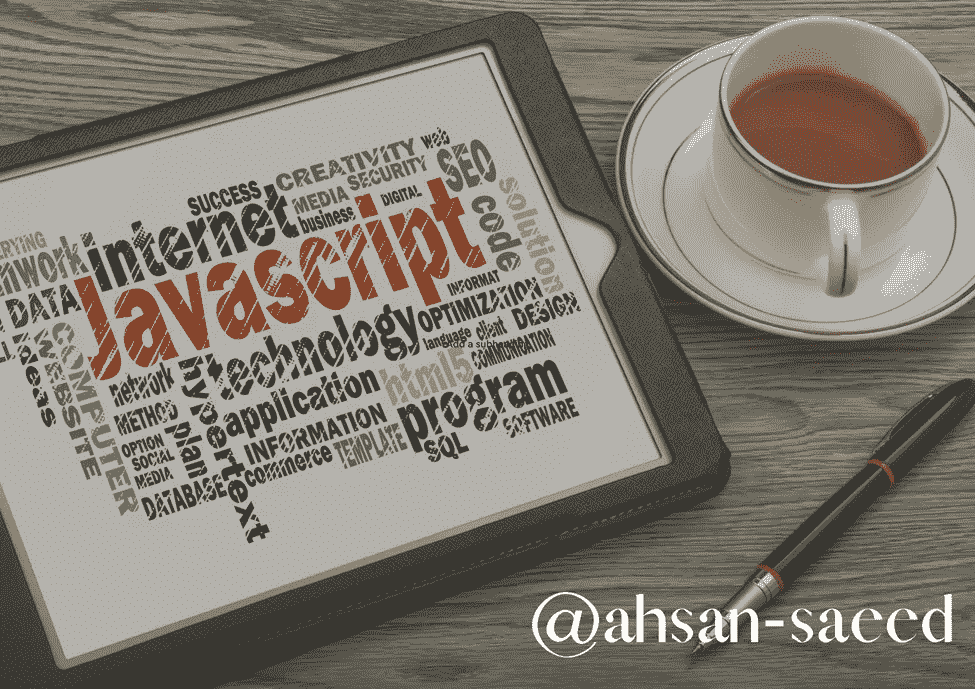 CREATIVITY web
SUCCESS MEDIA SECURITY SEO
internet business DIGITAL
code
solution
DATA
Javascript
INFORMAT
OPTIMIZATION
technology language client DESIGN
COMMUNICATION
ideas
WEBSITE
COMPUTER
network
hypertext
application
html5
program
METHOD
plan
OPTION
SOCIAL
MEDIA
INFORMATION
TEMPLATE
SQL
SOFTWARE
DATABASE
commerce
@ahsan-saeed